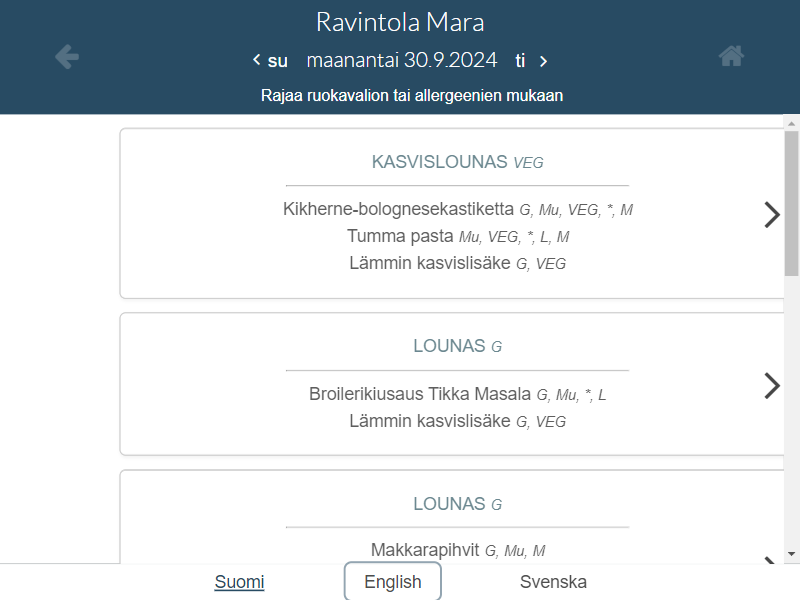 Ravintola Mara
su maanantai 30.9.2024 ti
Rajaa ruokavalion tai allergeenien mukaan
KASVISLOUNAS VEG
Kikherne-bolognesekastiketta G, Mu, VEG, *, M
Tumma pasta Mu, VEG, *, L, M
Lämmin kasvislisäke G, VEG
LOUNAS G
Broilerikiusaus Tikka Masala G, Mu, *, L
Lämmin kasvislisäke G, VEG
LOUNAS G
Makkarapihvit G, Mu, M
Suomi English Svenska